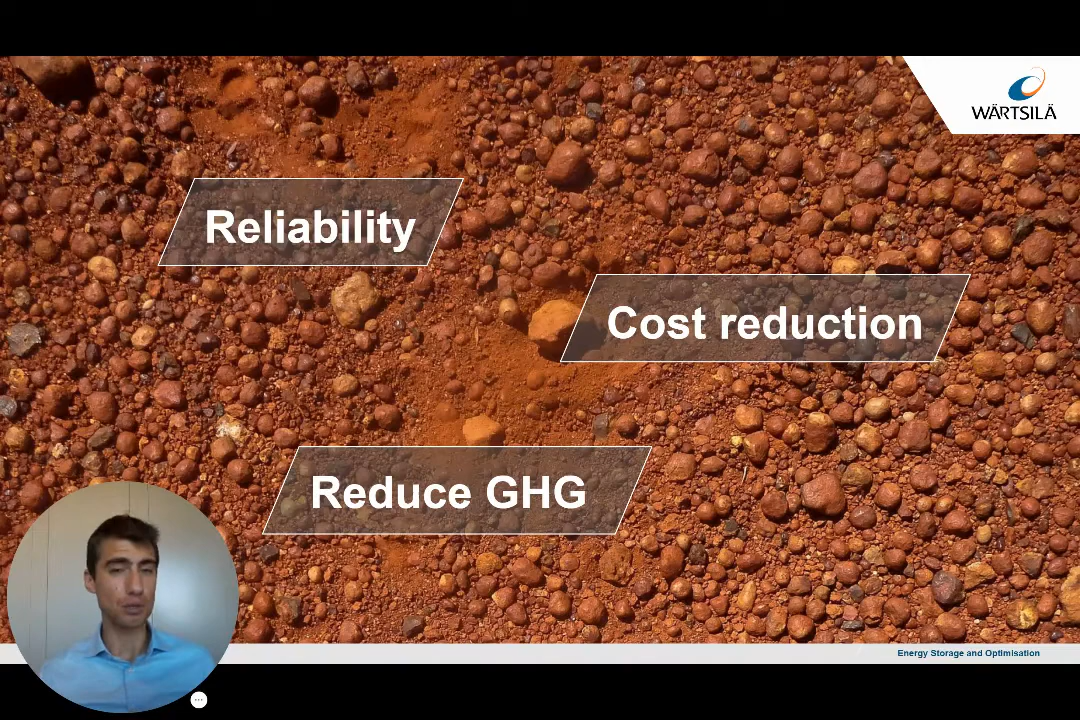 WÄRTSILÄ
Reliability
Cost reduction
Reduce GHG
Energy Storage and Optimisation